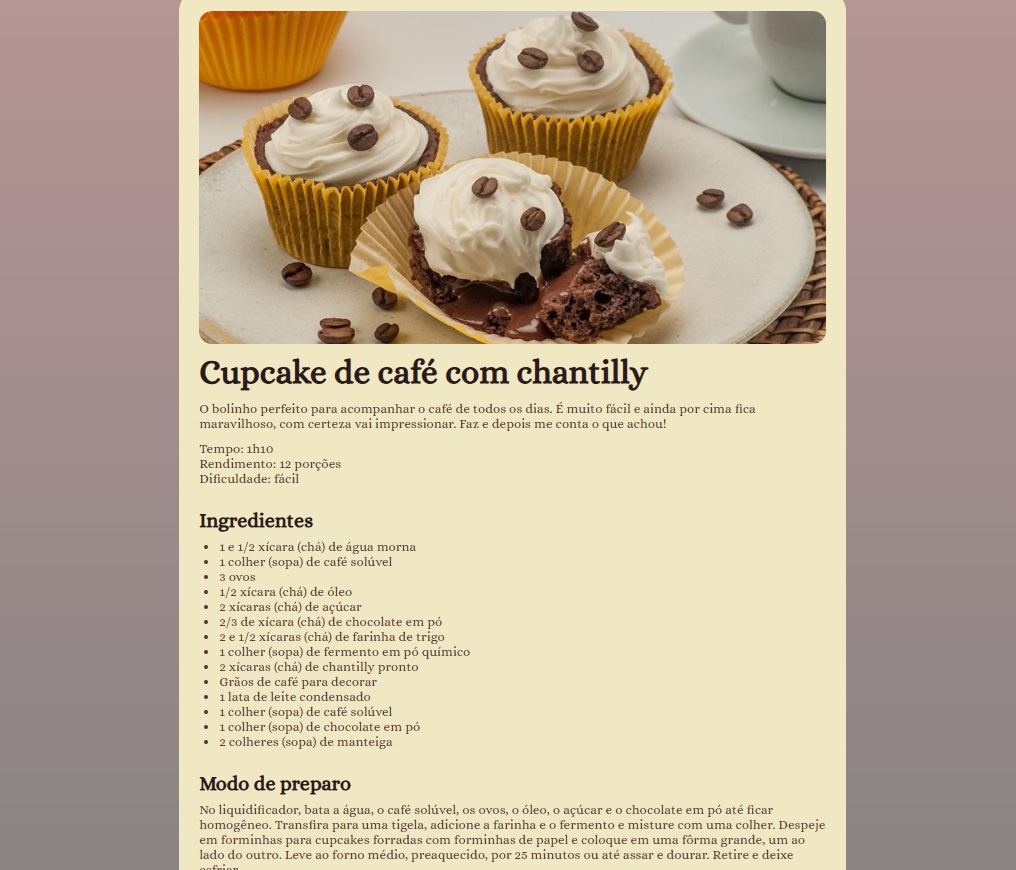 Cupcake de café com chantilly
O bolinho perfeito para acompanhar o café de todos os dias. É muito fácil e ainda por cima fica
maravilhoso, com certeza vai impressionar. Faz e depois me conta o que achou!
Tempo: 1h10
Rendimento: 12 porções
Dificuldade: fácil
Ingredientes
1 e 1/2 xícara (chá) de água morna
1 colher (sopa) de café solúvel
3 ovos
1/2 xícara (chá) de óleo
2 xícaras (chá) de açúcar
2/3 de xícara (chá) de chocolate em pó
2 e 1/2 xícaras (chá) de farinha de trigo
1 colher (sopa) de fermento em pó químico
2 xícaras (chá) de chantilly pronto
Grãos de café para decorar
1 lata de leite condensado
1 colher (sopa) de café solúvel
1 colher (sopa) de chocolate em pó
2 colheres (sopa) de manteiga
Modo de preparo
No liquidificador, bata a água, o café solúvel, os ovos, o óleo, o açúcar e o chocolate em pó até ficar
homogêneo. Transfira para uma tigela, adicione a farinha e o fermento e misture com uma colher. Despeje
em forminhas para cupcakes forradas com forminhas de papel e coloque em uma fôrma grande, um ao
lado do outro. Leve ao forno médio, preaquecido, por 25 minutos ou até assar e dourar. Retire e deixe